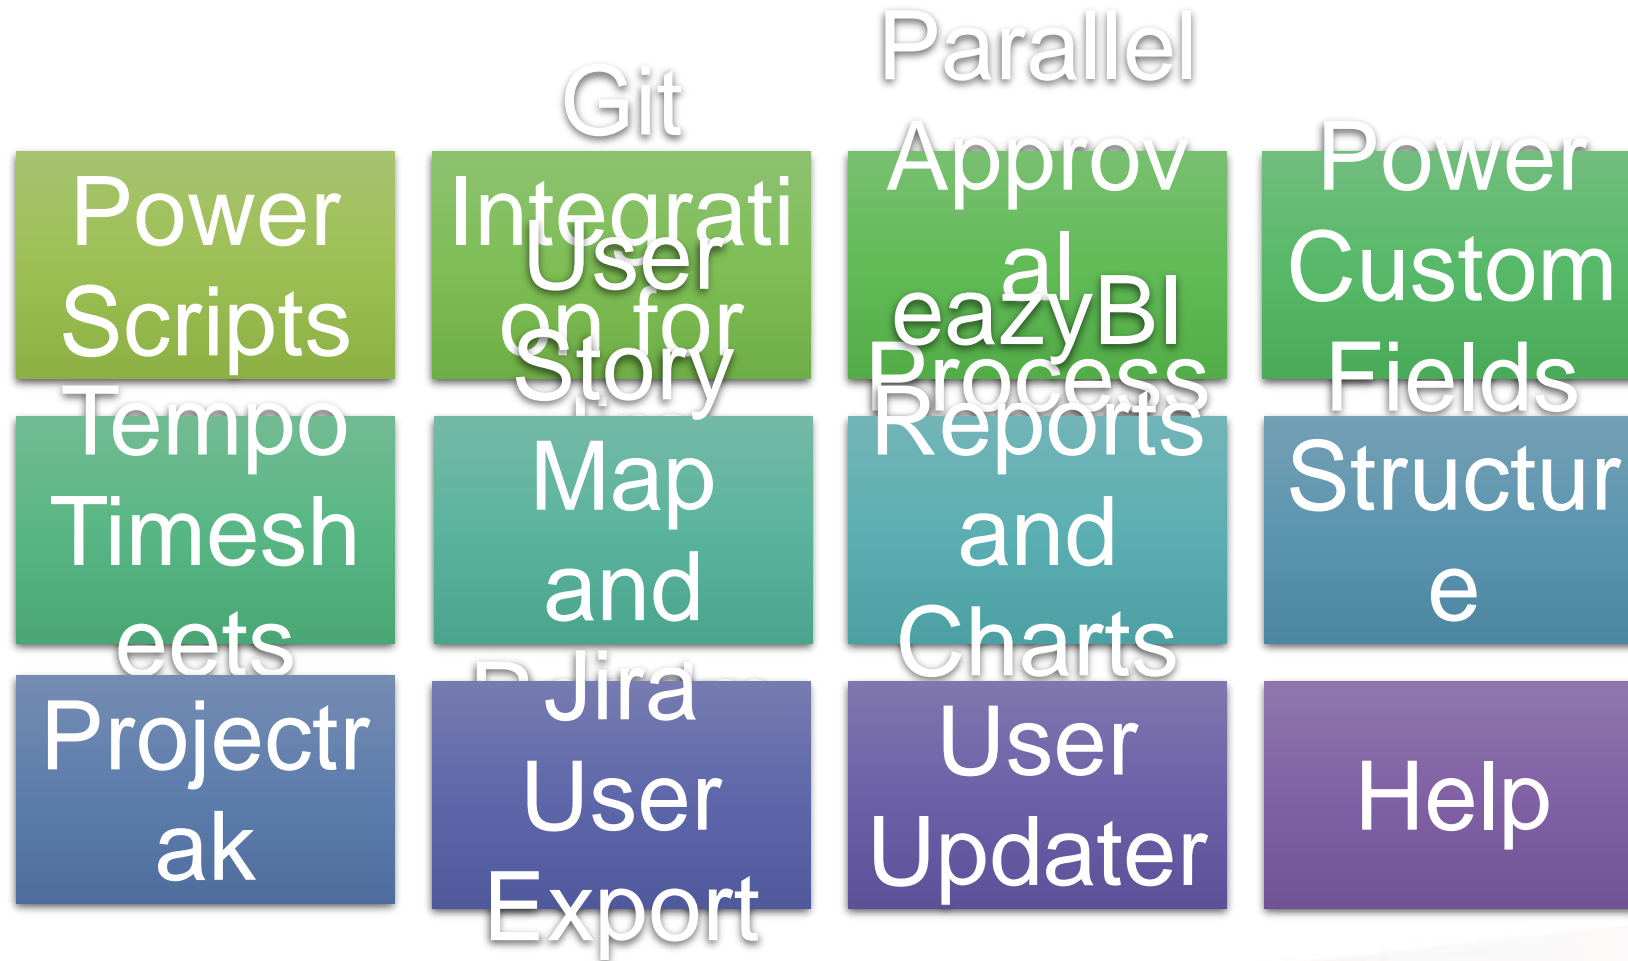 Power
Scripts
Git
Integrati
on for
Parallel
Approv
al
Process
Power
Custom
Fields
Tempo
Timesh
eets
User
Story
Map
and
eazyBI
Reports
and
Charts
Structur
e
Projectr
ak
Jira
User
Export
User
Updater
Help